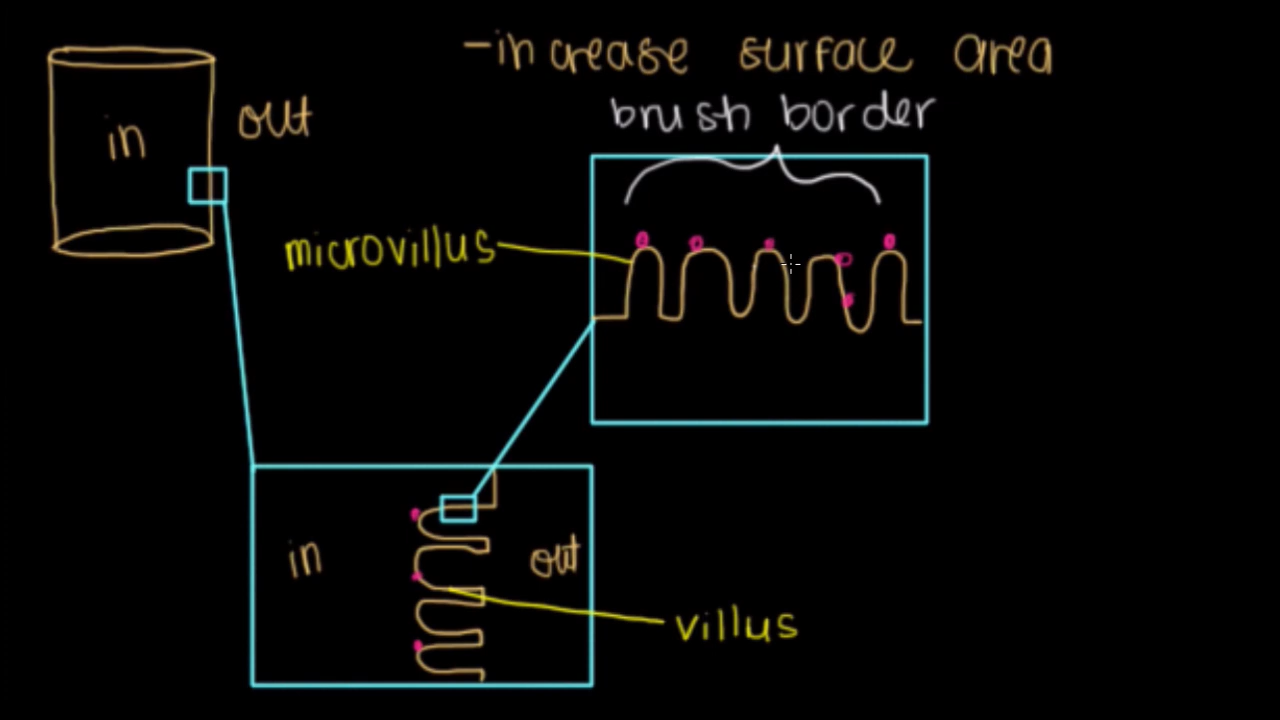 -increase surface area
brush border
in
out
microvillus
in
out
villus